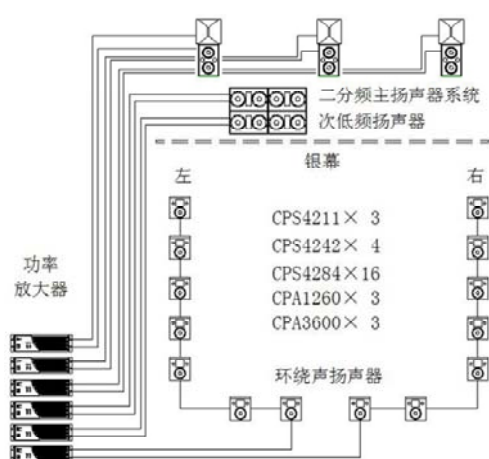 二分频主扬声器系统
次低频扬声器
银幕
左
右
CPS4211× 3
CPS4242× 4
CPS4284×16
CPA1260× 3
CPA3600× 3
功率
放大器
环绕声扬声器